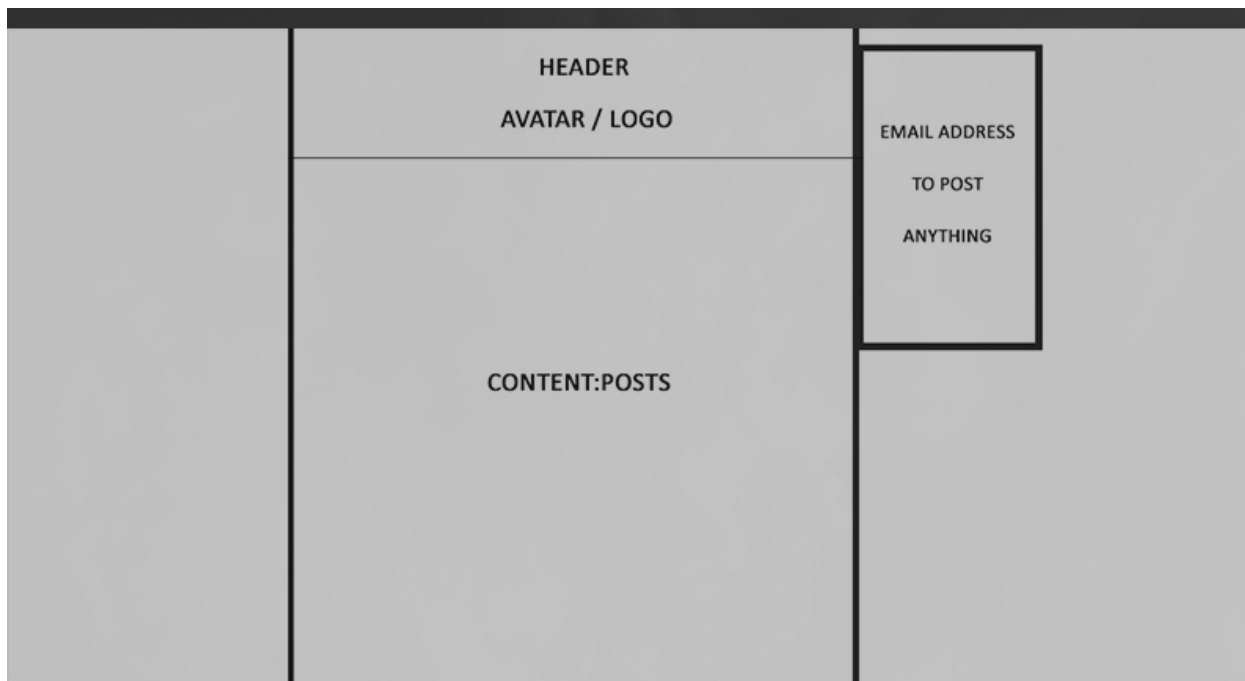 HEADER
AVATAR / LOGO
EMAIL ADDRESS
TO POST
ANYTHING
CONTENT:POSTS